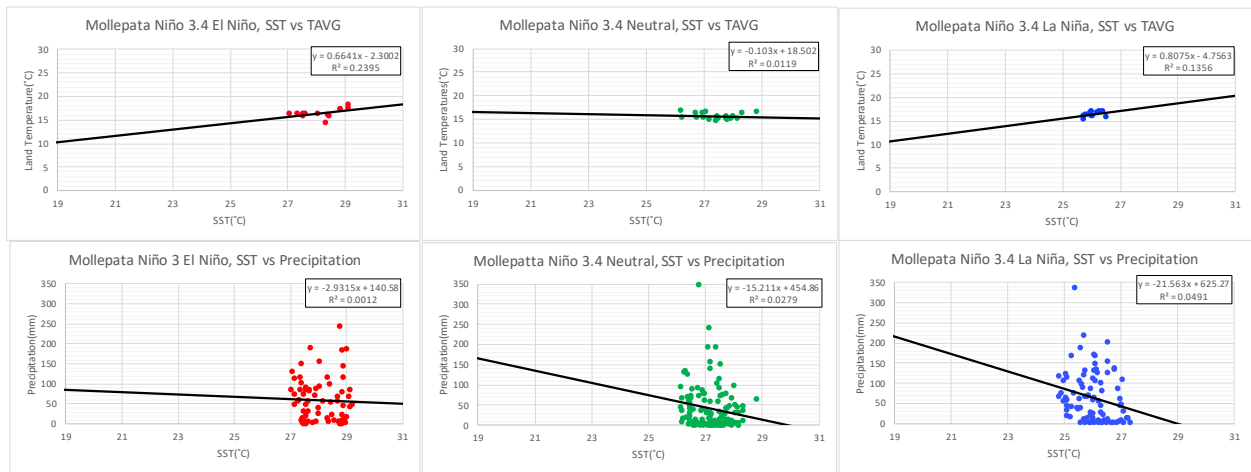 Mollepata Niño 3.4 El Niño, SST vs TAVG
y = 0.6641x - 2.3002
R² = 0.2395
Land Temperature(˚C)
30
25
20
15
10
5
0
19 21 23 25 27 29 31
SST(˚C)
Mollepata Niño 3.4 Neutral, SST vs TAVG
y = -0.103x + 18.502
R² = 0.0119
Land Temperatures(˚C)
30
25
20
15
10
5
0
19 21 23 25 27 29 31
SST(˚C)
Mollepata Niño 3.4 La Niña, SST vs TAVG
y = 0.8075x - 4.7563
R² = 0.1356
Land Temperature(˚C)
30
25
20
15
10
5
0
19 21 23 25 27 29 31
SST(˚C)
Mollepata Niño 3 El Niño, SST vs Precipitation
y = -2.9315x + 140.58
R² = 0.0012
Precipitation(mm)
350
300
250
200
150
100
50
0
19 21 23 25 27 29 31
SST(˚C)
Mollepatta Niño 3.4 Neutral, SST vs Precipitation
y = -15.211x + 454.86
R² = 0.0279
Precipitation(mm)
350
300
250
200
150
100
50
0
19 21 23 25 27 29 31
SST(˚C)
Mollepata Niño 3.4 La Niña, SST vs Precipitation
y = -21.563x + 625.27
R² = 0.0491
Precipitation(mm)
350
300
250
200
150
100
50
0
19 21 23 25 27 29 31
SST(˚C)